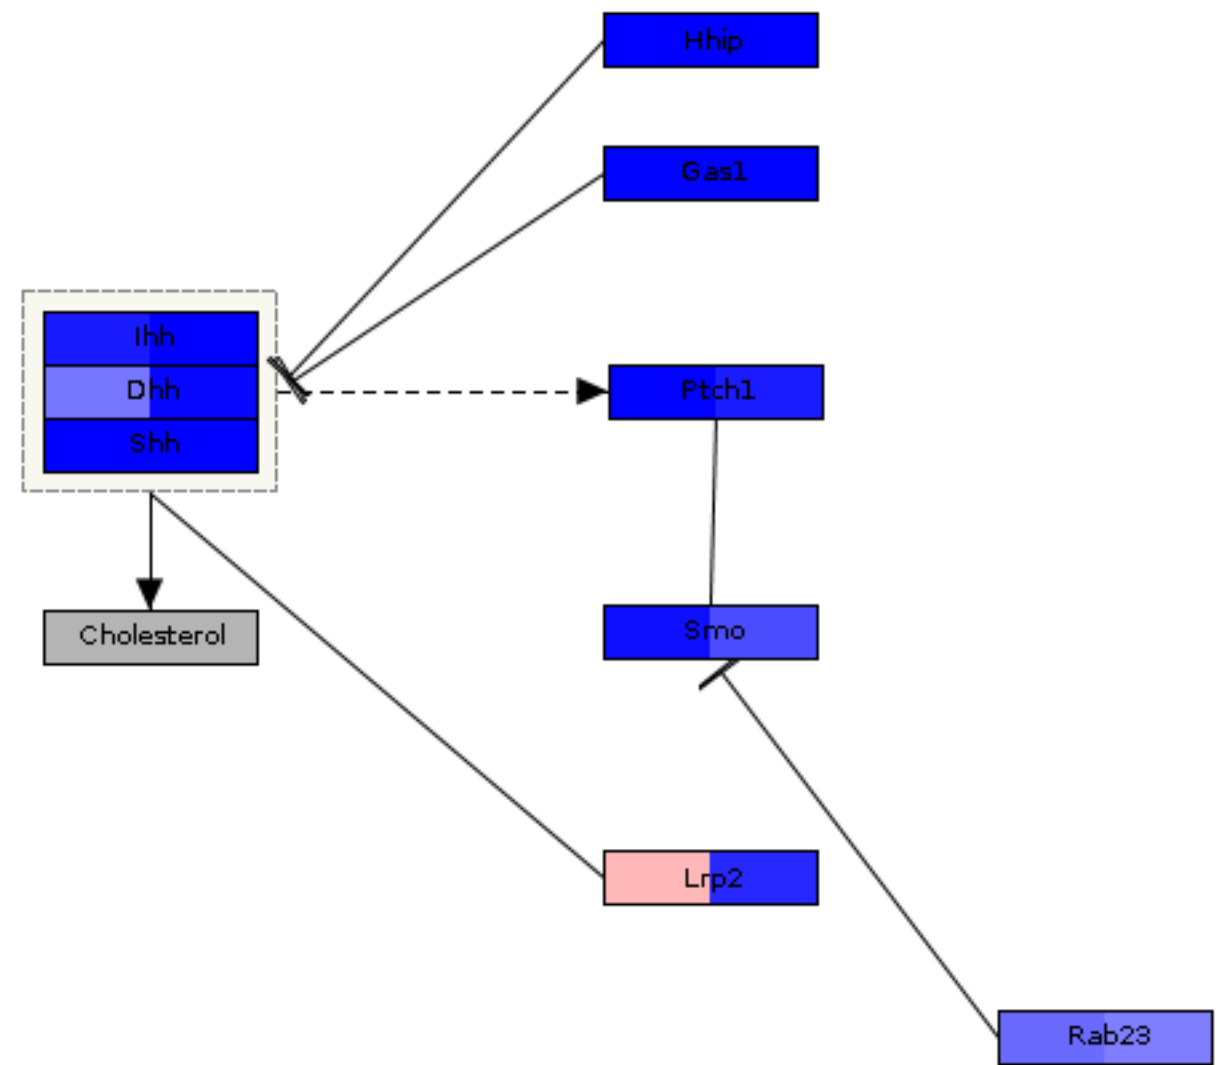 Hhip
Gas1
Ihh
Dhh
Shh
Ptch1
Cholesterol
Smo
Lrp2
Rab23